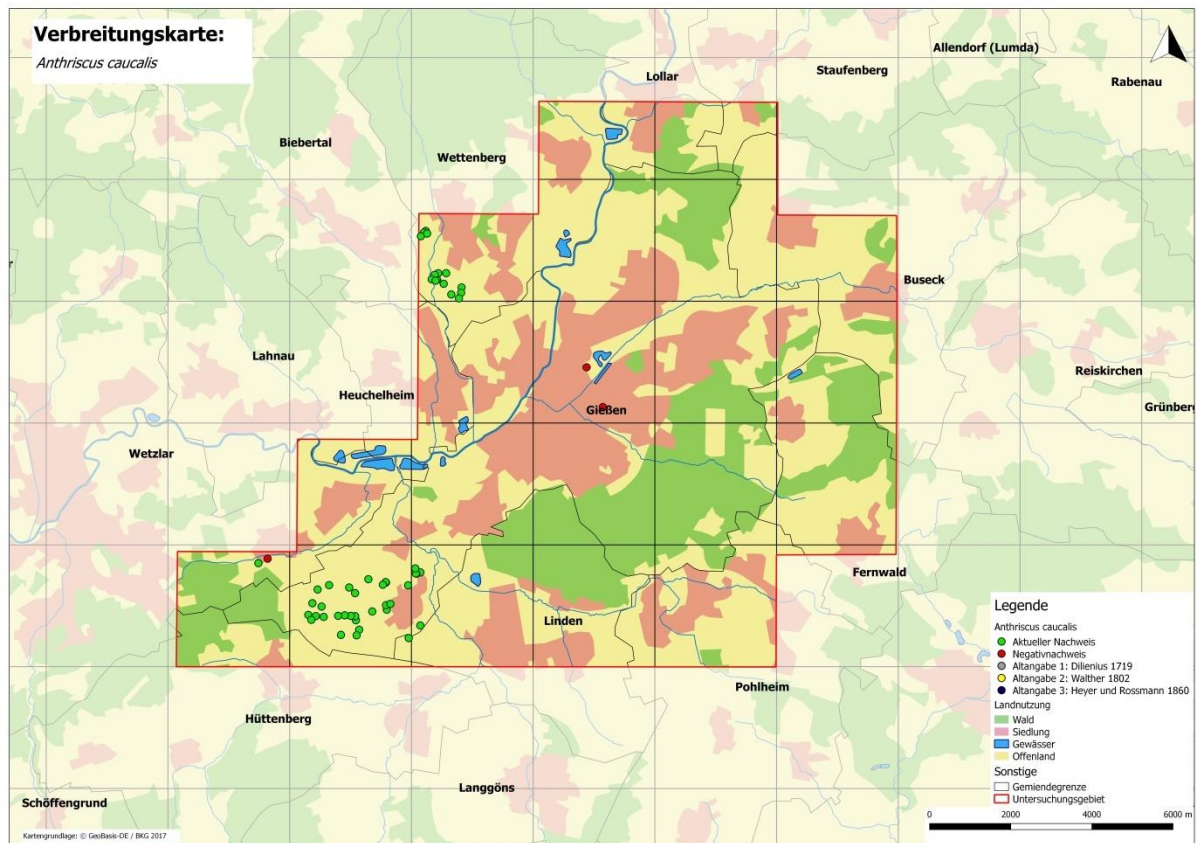 Verbreitungskarte:
Anthriscus caucalis
Allendorf (Lumda)
Lollar
Staufenberg
Rabenau
Biebertal
Wettenberg
r
Buseck
Lahnau
Heuchelheim
Reiskirchen
Gießen
Grünberg
Wetzlar
Fernwald
Linden
Pohlheim
Hüttenberg
Langgöns
Schöffengrund
Legende
Anthriscus caucalis
Aktueller Nachweis
Negativnachweis
Altangabe 1: Dilienius 1719
Altangabe 2: Walther 1802
Altangabe 3: Heyer und Rossmann 1860
Landnutzung
Wald
Siedlung
Gewässer
Offenland
Sonstige
Gemiendegrenze
Untersuchungsgebiet
0 2000 4000 6000 m
Kartengrundlage: © GeoBasis-DE / BKG 2017